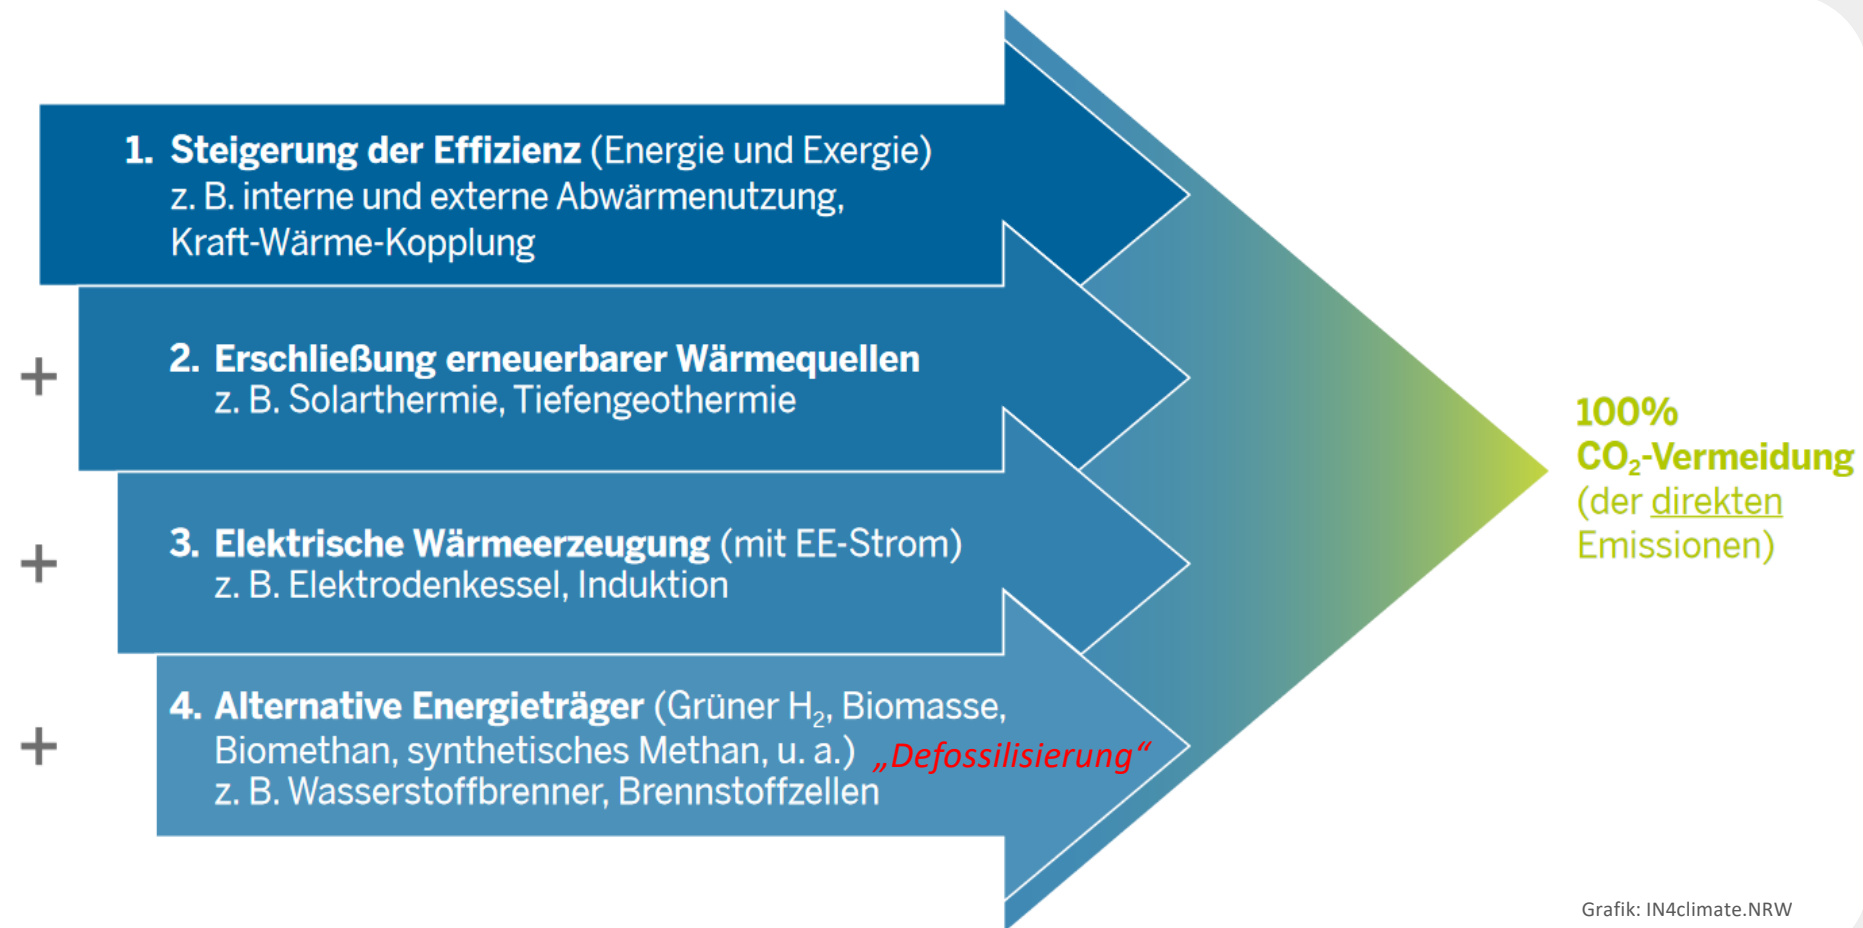 1. Steigerung der Effizienz (Energie und Exergie)
z. B. interne und externe Abwärmenutzung,
Kraft-Wärme-Kopplung
+
2. Erschließung erneuerbarer Wärmequellen
z. B. Solarthermie, Tiefengeothermie
+
3. Elektrische Wärmeerzeugung (mit EE-Strom)
z. B. Elektrodenkessel, Induktion
+
4. Alternative Energieträger (Grüner H₂, Biomasse,
Biomethan, synthetisches Methan, u. a.) „Defossilisierung“
z. B. Wasserstoffbrenner, Brennstoffzellen
100%
CO₂-Vermeidung
(der direkten
Emissionen)
Grafik: IN4climate.NRW